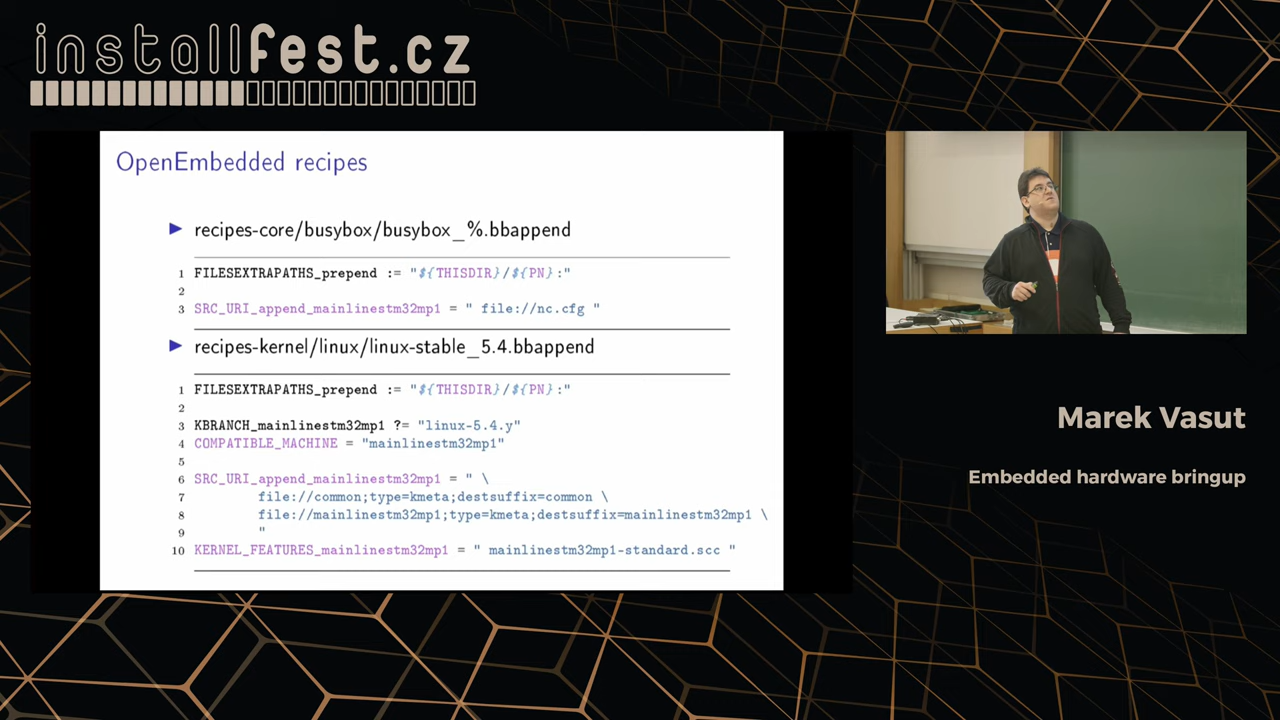 installfest.cz
OpenEmbedded recipes
▶ recipes-core/busybox/busybox_%.bbappend
1 FILESEXTRAPATHS_prepend := "${THISDIR}/${PN}:"
2
3 SRC_URI_append_mainlinestm32mp1 = " file://nc.cfg "
▶ recipes-kernel/linux/linux-stable_5.4.bbappend
1 FILESEXTRAPATHS_prepend := "${THISDIR}/${PN}:"
2
3 KBRANCH_mainlinestm32mp1 ?= "linux-5.4.y"
4 COMPATIBLE_MACHINE = "mainlinestm32mp1"
5
6 SRC_URI_append_mainlinestm32mp1 = " \
7 file://common;type=kmeta;destsuffix=common \
8 file://mainlinestm32mp1;type=kmeta;destsuffix=mainlinestm32mp1 \
9 "
10 KERNEL_FEATURES_mainlinestm32mp1 = " mainlinestm32mp1-standard.scc "
Marek Vasut
Embedded hardware bringup